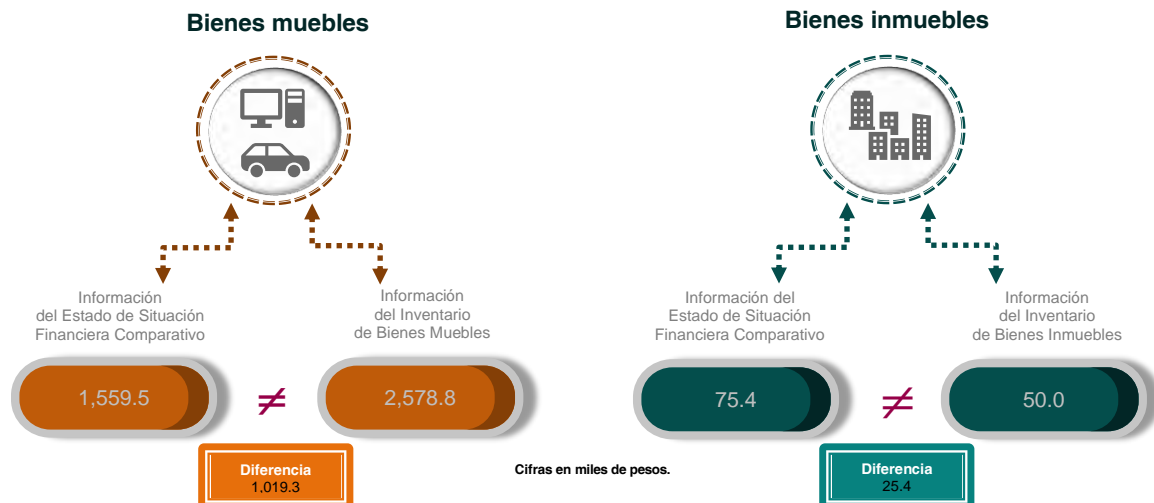 Bienes muebles
Información
del Estado de Situación
Financiera Comparativo
Información
del Inventario
de Bienes Muebles
1,559.5
≠
2,578.8
Diferencia
1,019.3
Cifras en miles de pesos.
Bienes inmuebles
Información del
Estado de Situación
Financiera Comparativo
Información
del Inventario
de Bienes Inmuebles
75.4
≠
50.0
Diferencia
25.4